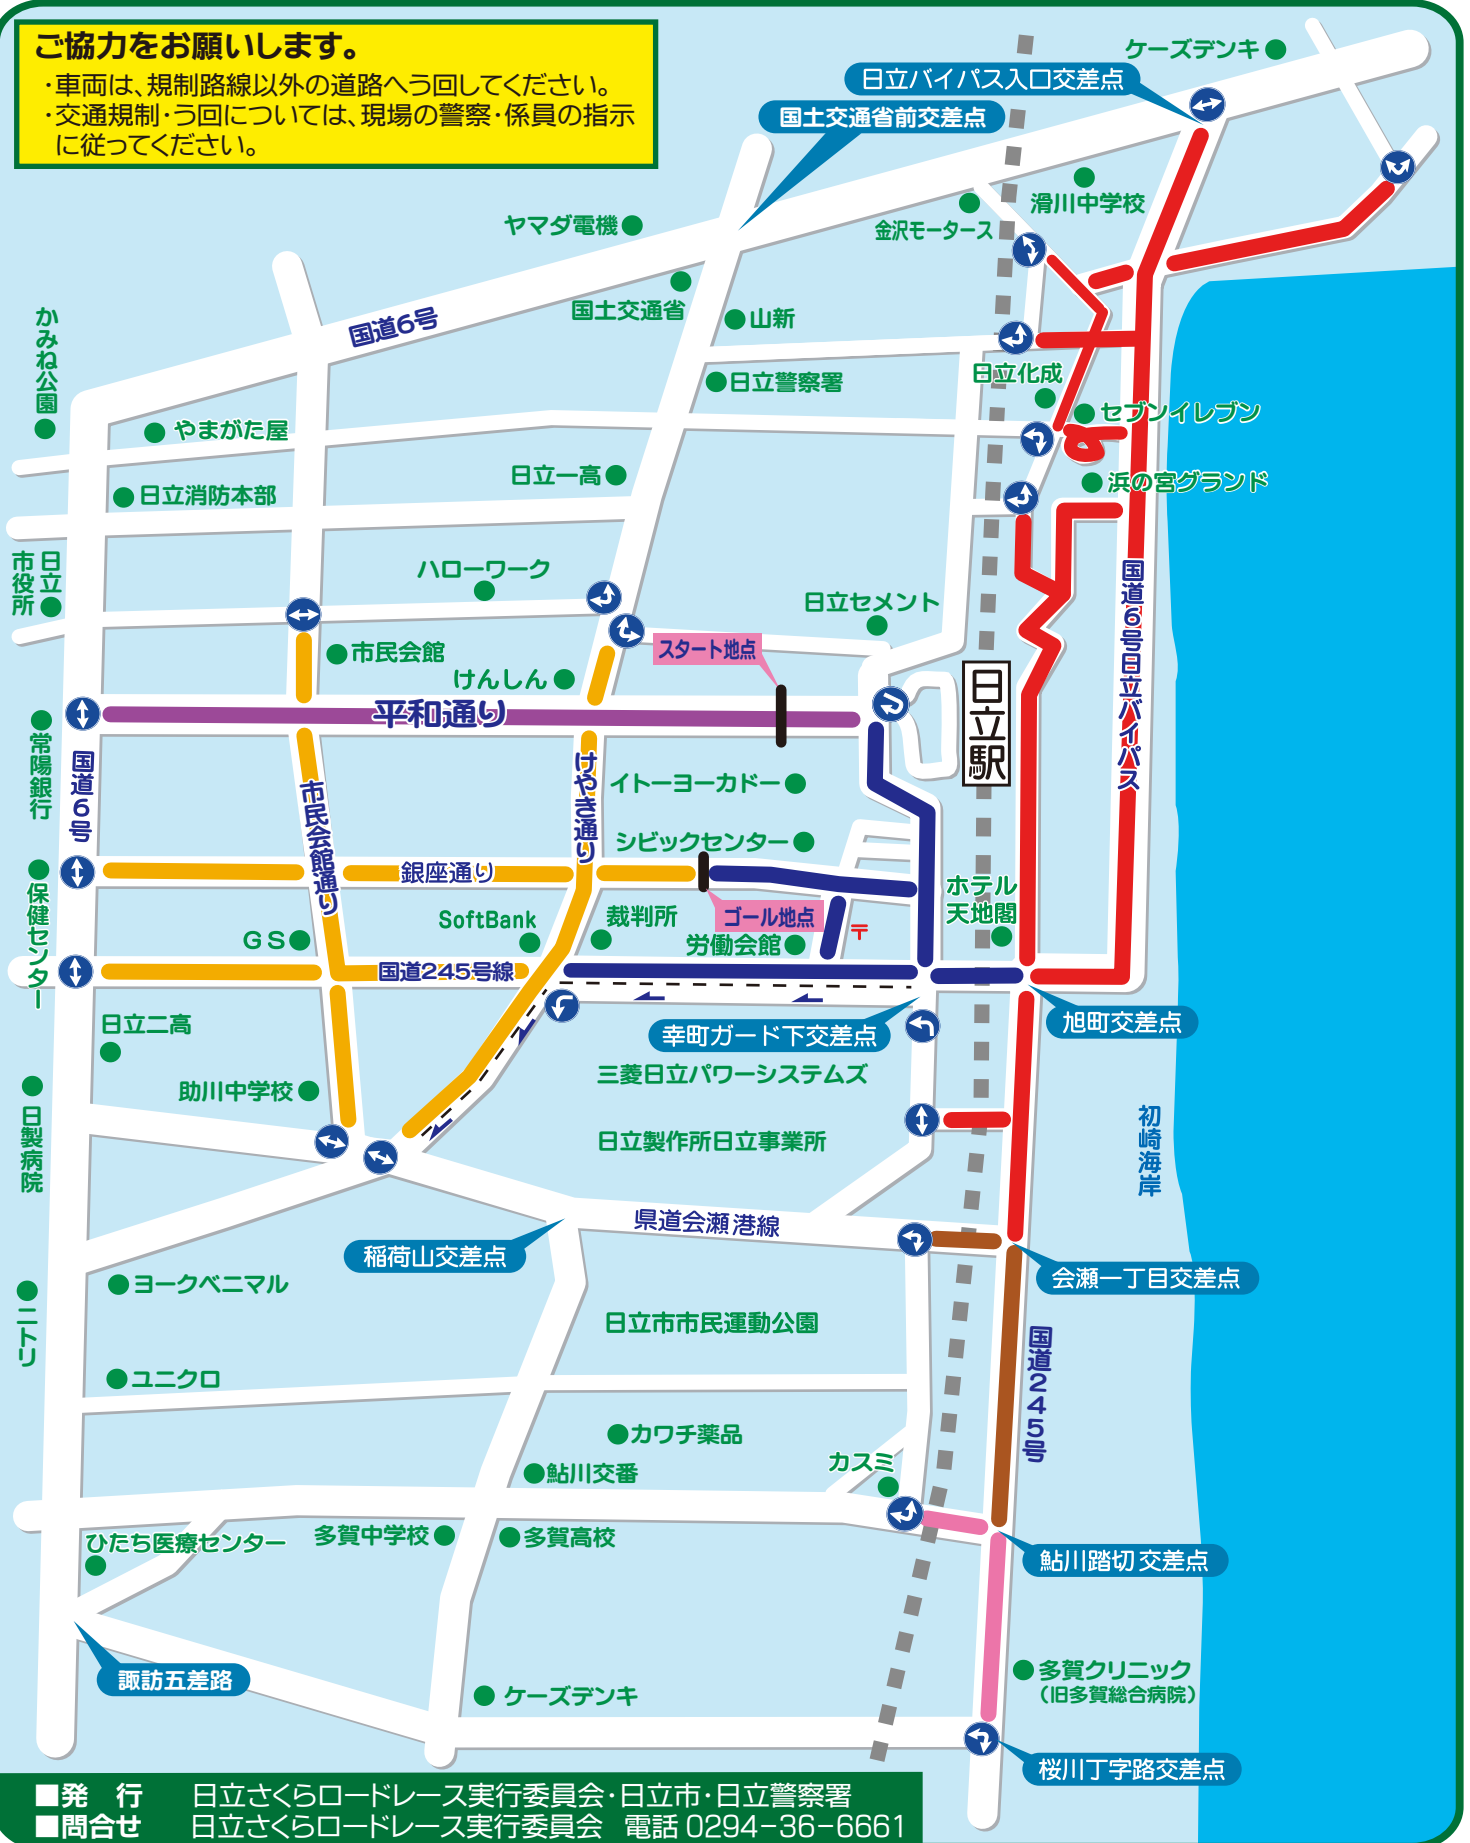 ご協力をお願いします。
・車両は、規制路線以外の道路へう回してください。
・交通規制・う回については、現場の警察・係員の指示
に従ってください。
ケーズデンキ
日立バイパス入口交差点
国土交通省前交差点
滑川中学校
金沢モータース
ヤマダ電機
国土交通省
山新
国道6号
かみね公園
日立警察署
日立化成
セブンイレブン
やまがた屋
日立一高
浜の宮グランド
日立消防本部
日立
市役所
ハローワーク
国道6号日立バイパス
日立セメント
市民会館
スタート地点
けんしん
日立駅
平和通り
常陽銀行
国道6号
市民会館通り
けやき通り
イトーヨーカドー
シビックセンター
保健センター
銀座通り
ホテル
天地閣
SoftBank
裁判所
ゴール地点
労働会館
〒
GS
国道245号線
日立二高
幸町ガード下交差点
旭町交差点
三菱日立パワーシステムズ
助川中学校
日製病院
日立製作所日立事業所
初崎海岸
県道会瀬港線
稲荷山交差点
会瀬一丁目交差点
ヨークベニマル
ニトリ
日立市市民運動公園
国道245号
ユニクロ
カワチ薬品
カスミ
鮎川交番
ひたち医療センター
多賀中学校
多賀高校
鮎川踏切交差点
諏訪五差路
ケーズデンキ
多賀クリニック
（旧多賀総合病院）
桜川丁字路交差点
■発　行　日立さくらロードレース実行委員会・日立市・日立警察署
■問合せ　日立さくらロードレース実行委員会　電話 0294−36−6661